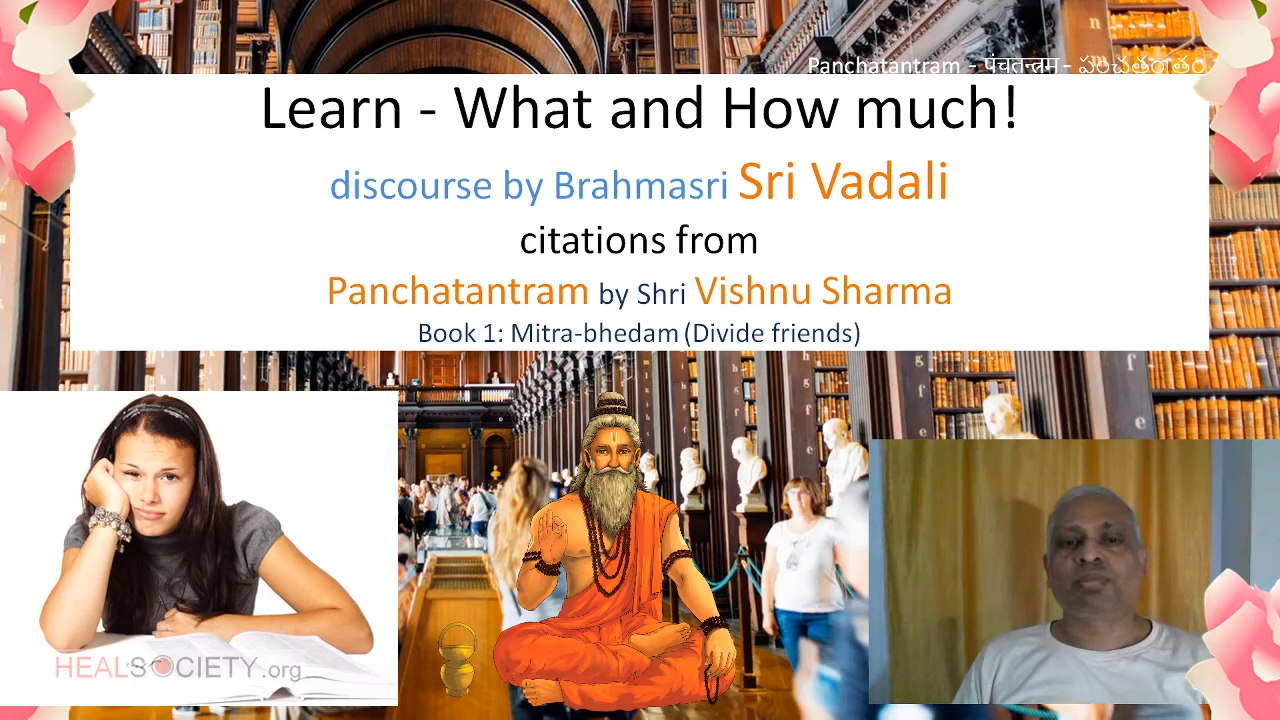 Panchatantram - पंचतन्त्रम - పంచతంత్రం
Learn - What and How much!
discourse by Brahmasri Sri Vadali
citations from
Panchatantram by Shri Vishnu Sharma
Book 1: Mitra-bhedam (Divide friends)
HEALSOCIETY.org